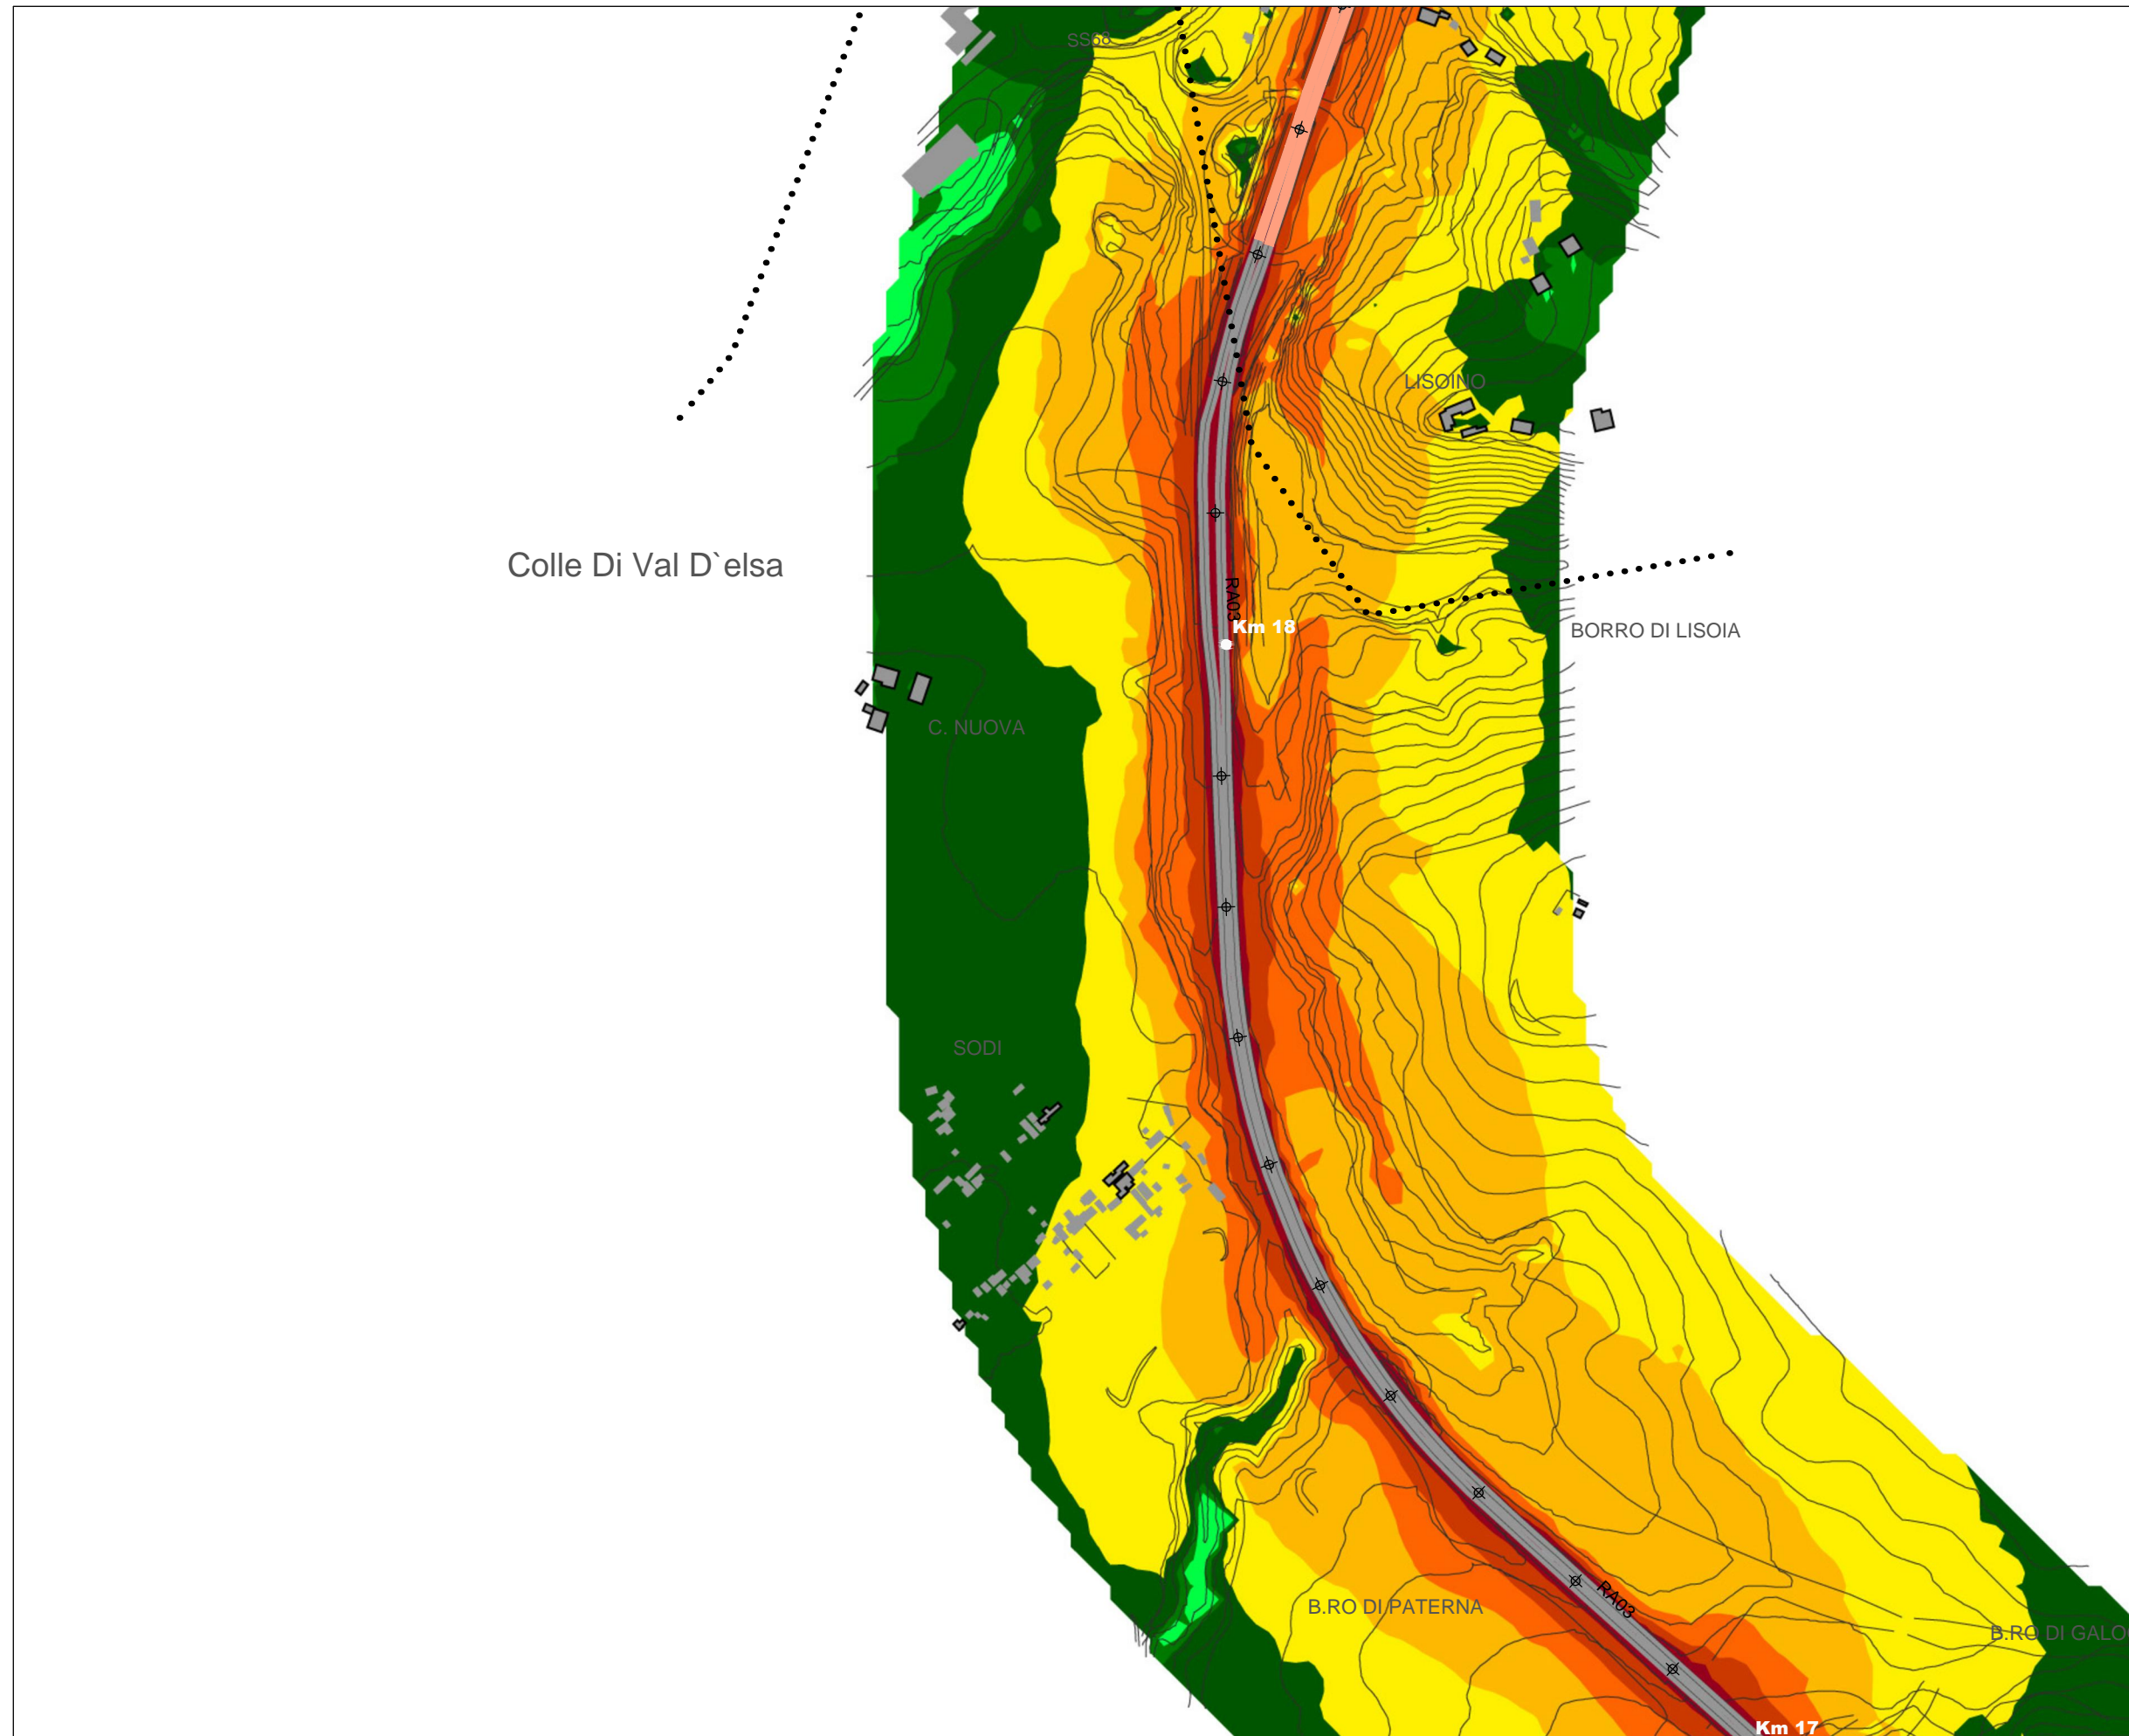 SS68
LISOINO
Colle Di Val D`elsa
RA03
Km 18
BORRO DI LISOIA
C. NUOVA
SODI
RA03
B.RO DI PATERNA
B.RO DI GALO
Km 17